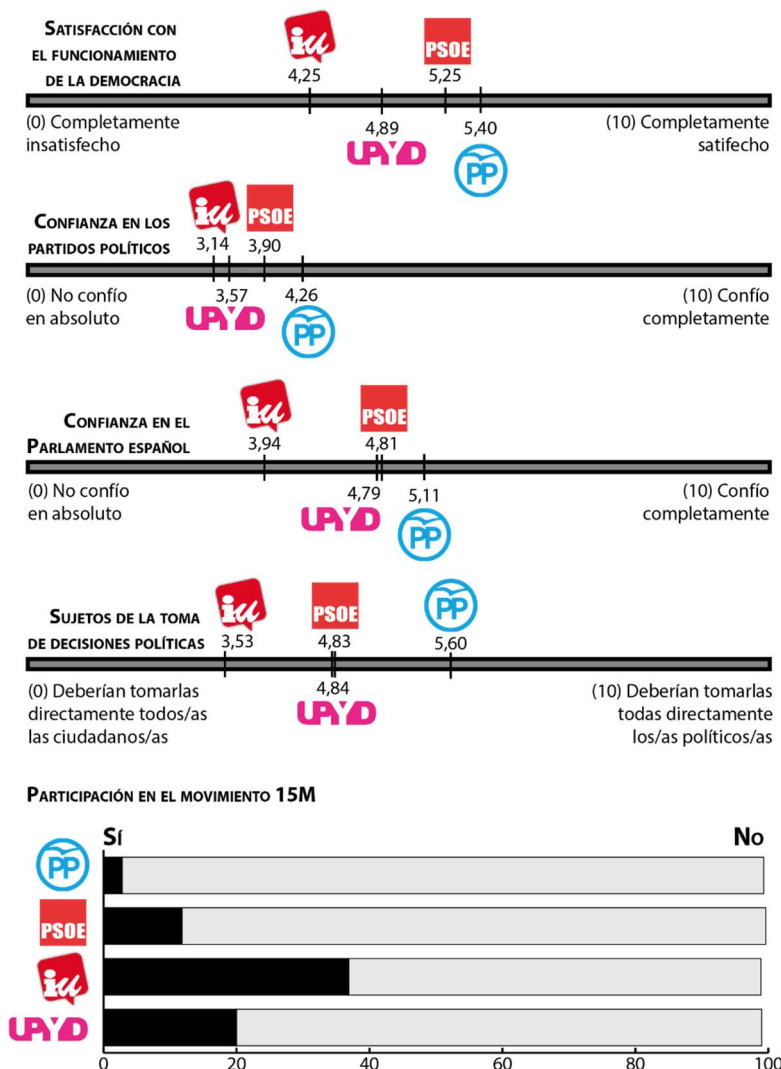 SATISFACCIÓN CON
EL FUNCIONAMIENTO
DE LA DEMOCRACIA
iu
PSOE
4,25
5,25
(0) Completamente
insatisfecho
4,89
5,40
UPYD
PP
(10) Completamente
satifecho
CONFIANZA EN LOS
PARTIDOS POLÍTICOS
iu
PSOE
3,14
3,90
(0) No confío
en absoluto
3,57
4,26
UPYD
PP
(10) Confío
completamente
CONFIANZA EN EL
PARLAMENTO ESPAÑOL
iu
PSOE
3,94
4,81
(0) No confío
en absoluto
4,79
5,11
UPYD
PP
(10) Confío
completamente
SUJETOS DE LA TOMA
DE DECISIONES POLÍTICAS
iu
PSOE
PP
3,53
4,83
5,60
(0) Deberían tomarlas
directamente todos/as
las ciudadanos/as
4,84
UPYD
(10) Deberían tomarlas
todas directamente
los/as políticos/as
PARTICIPACIÓN EN EL MOVIMIENTO 15M
SÍ
NO
PP
PSOE
iu
UPYD
0 20 40 60 80 100